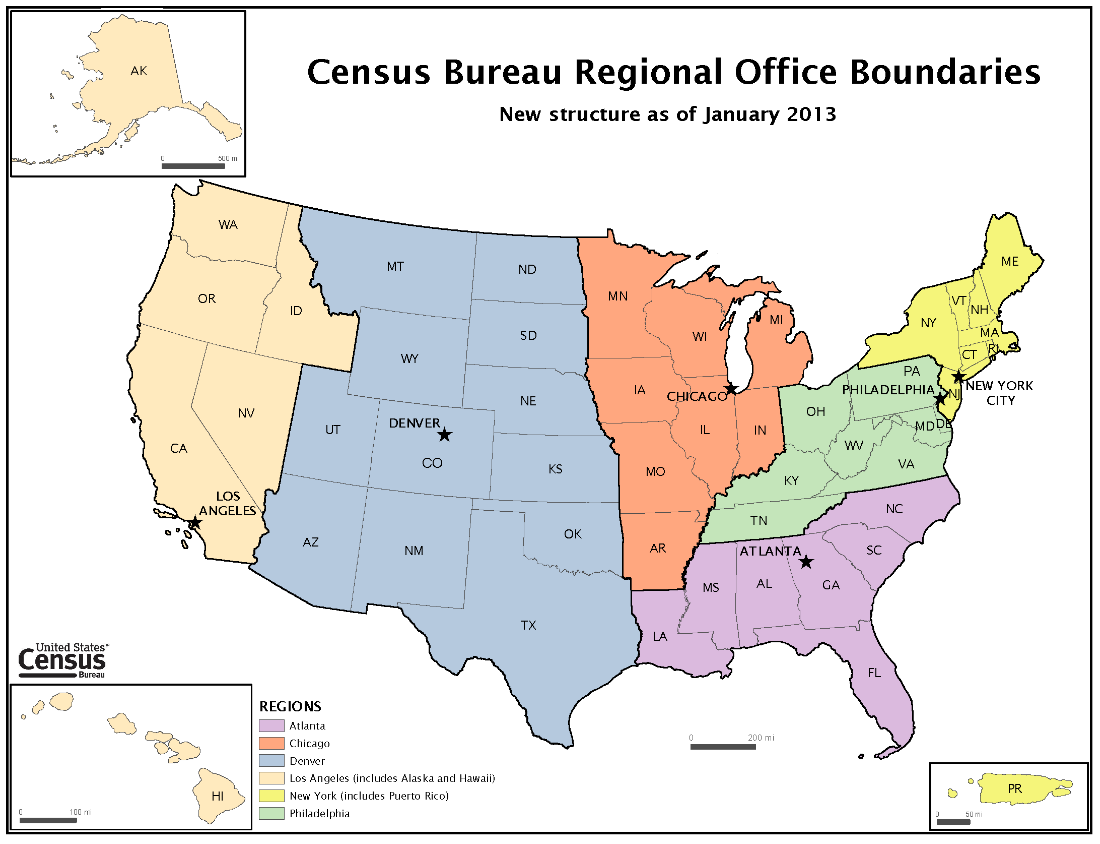 AK
0 500 mi
Census Bureau Regional Office Boundaries
New structure as of January 2013
WA
MT
ND
ME
OR
ID
MN
VT
NH
NY
SD
WI
MI
MA
RI
CT
WY
PA
NEW YORK
CITY
IA
CHICAGO
PHILADELPHIA
NJ
NE
NV
UT
DENVER
OH
MD
DE
IL
IN
CA
CO
KS
MO
WV
VA
KY
LOS
ANGELES
NC
TN
AZ
NM
OK
AR
ATLANTA
SC
MS
AL
GA
TX
LA
FL
United States
Census
Bureau
HI
0 100 mi
REGIONS
Atlanta
Chicago
Denver
Los Angeles (includes Alaska and Hawaii)
New York (includes Puerto Rico)
Philadelphia
0 200 mi
PR
0 50 mi